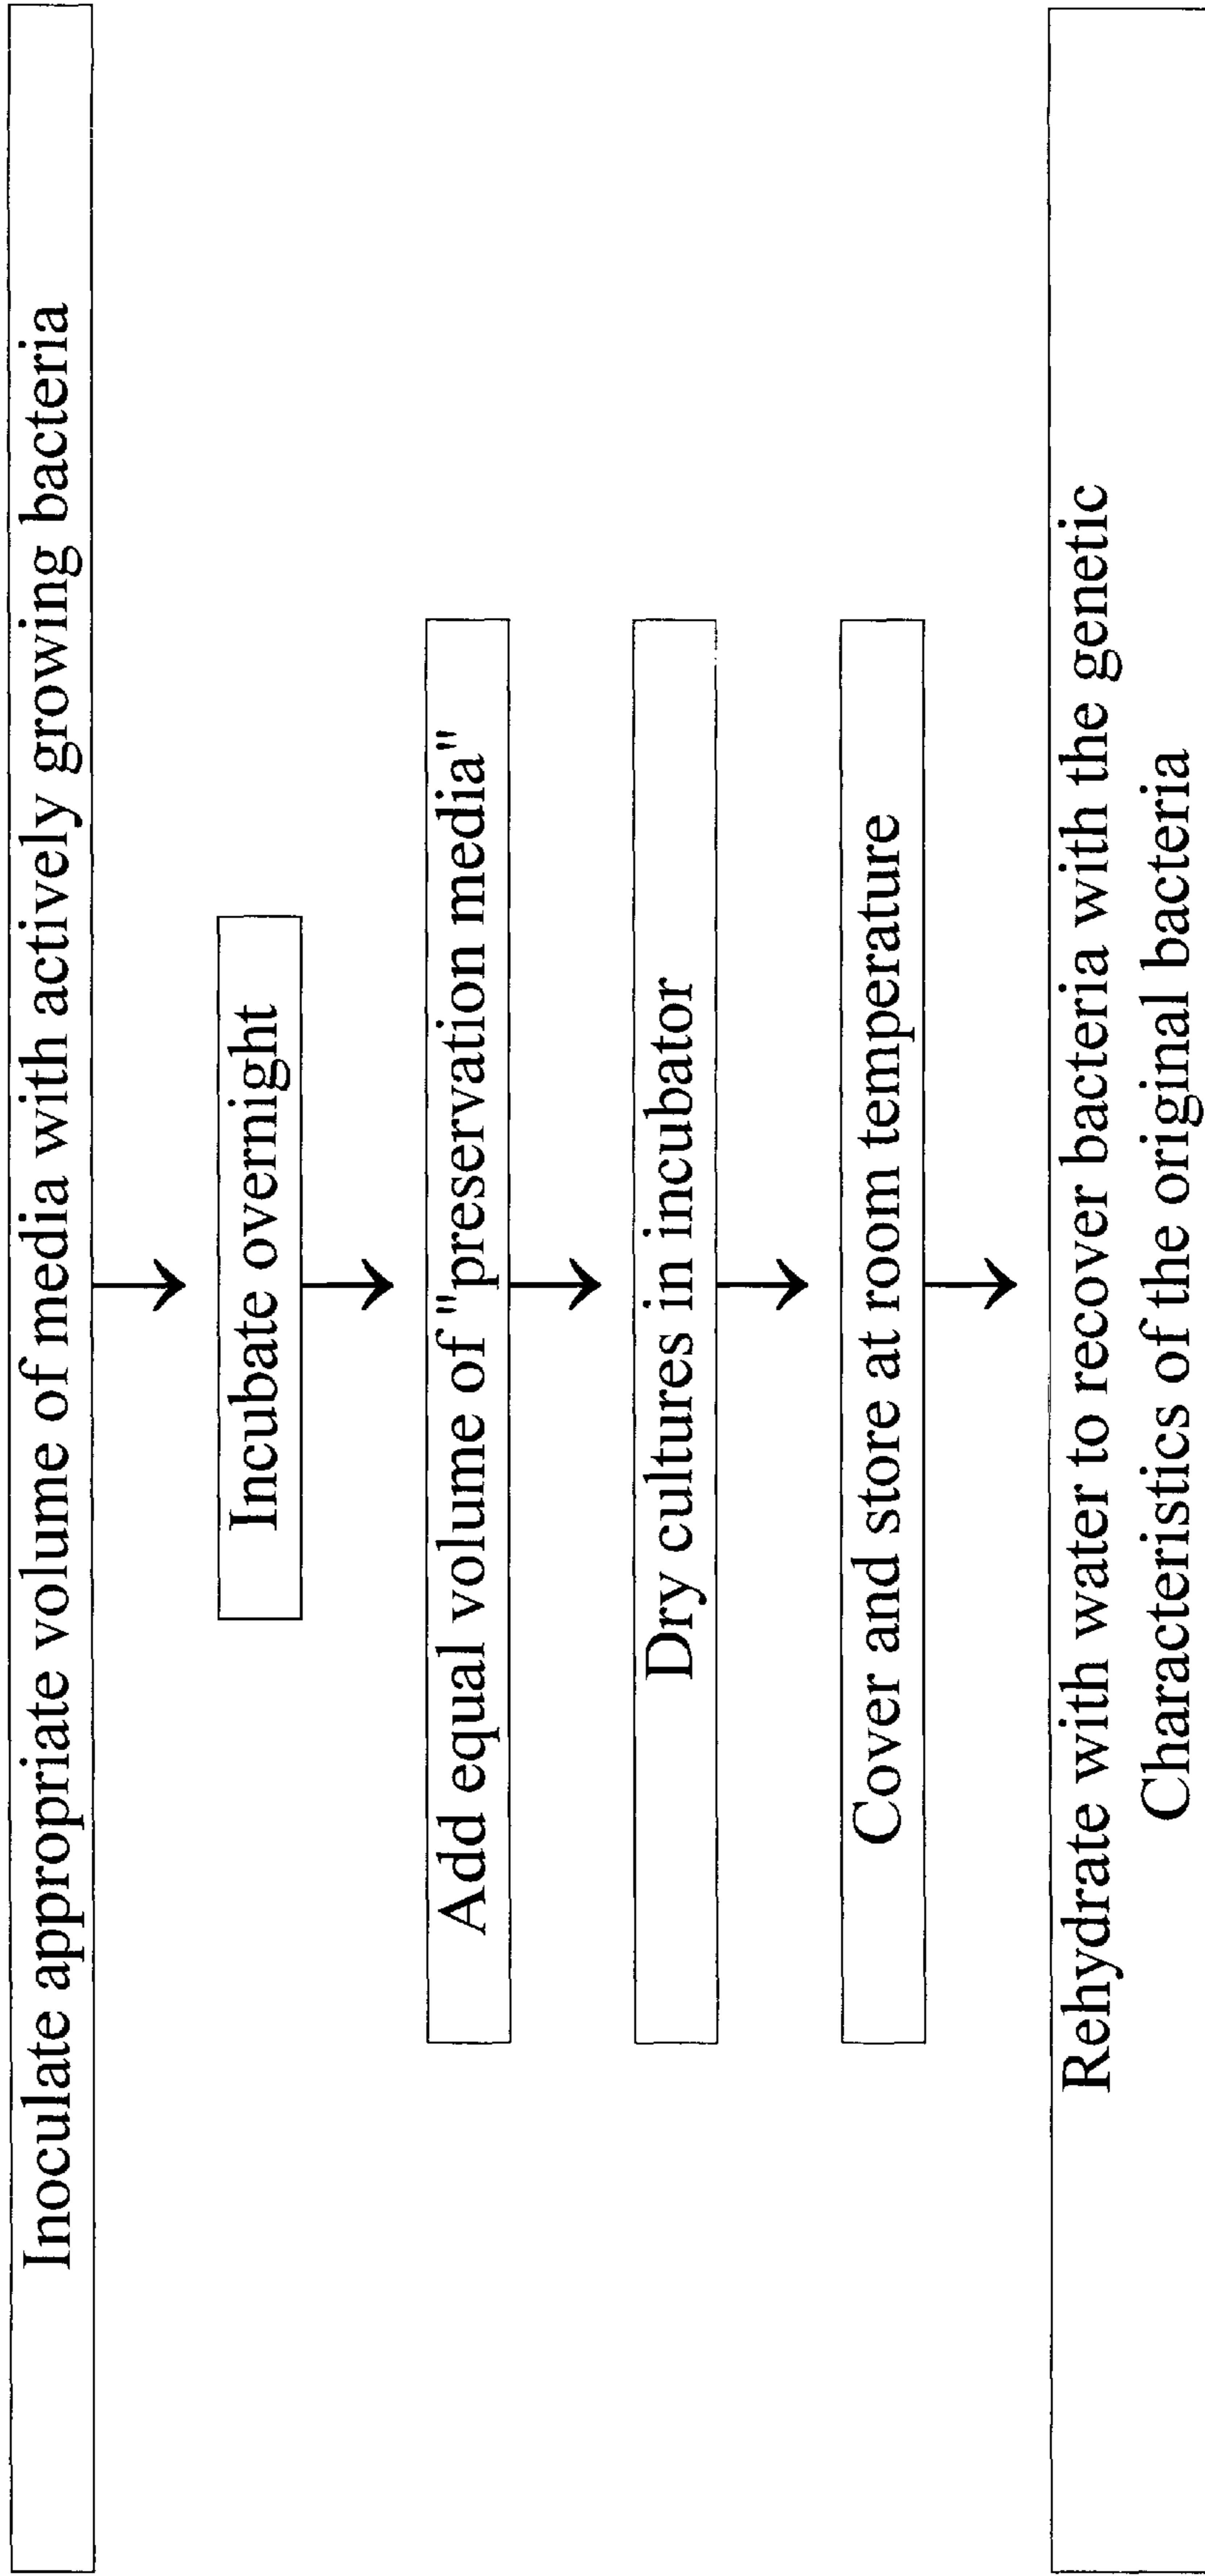 Inoculate appropriate volume of media with actively growing bacteria
Incubate overnight
Add equal volume of "preservation media"
Dry cultures in incubator
Cover and store at room temperature
Rehydrate with water to recover bacteria with the genetic
Characteristics of the original bacteria